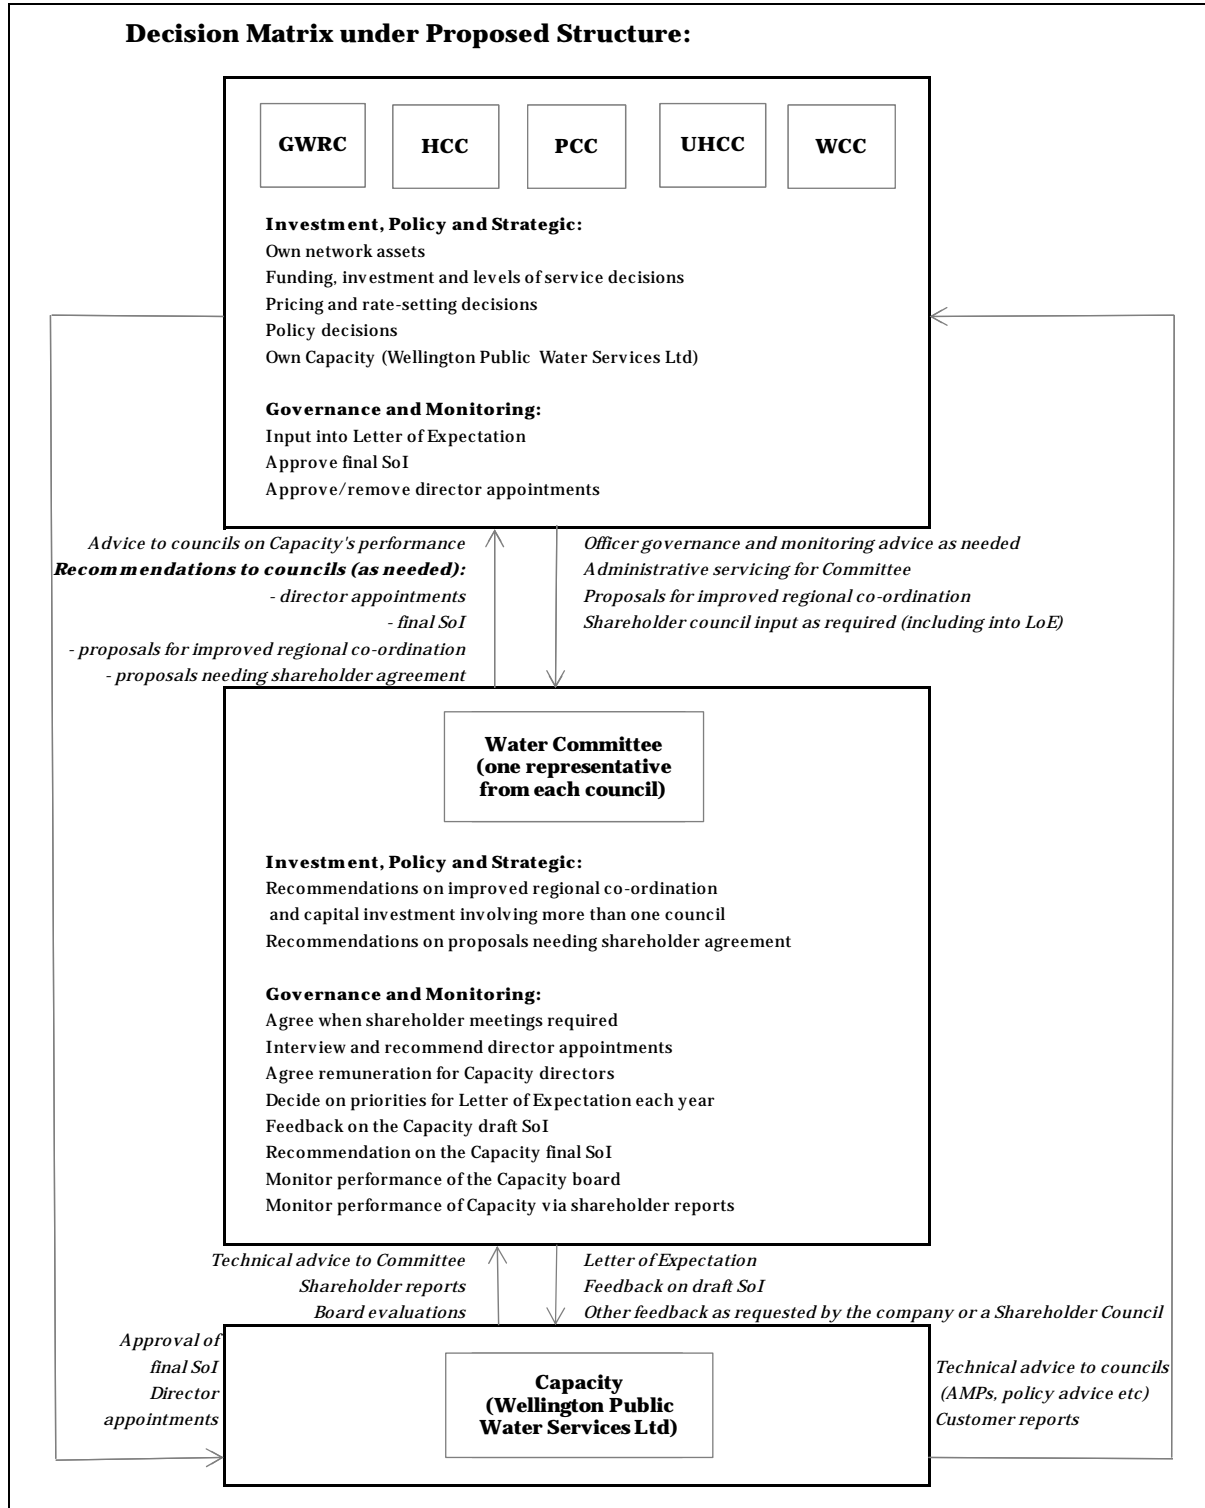 Decision Matrix under Proposed Structure:
GWRC
HCC
PCC
UHCC
WCC
Investment, Policy and Strategic:
Own network assets
Funding, investment and levels of service decisions
Pricing and rate-setting decisions
Policy decisions
Own Capacity (Wellington Public Water Services Ltd)
Governance and Monitoring:
Input into Letter of Expectation
Approve final SoI
Approve/remove director appointments
Advice to councils on Capacity's performance
Recommendations to councils (as needed):
- director appointments
- final SoI
- proposals for improved regional co-ordination
- proposals needing shareholder agreement
Officer governance and monitoring advice as needed
Administrative servicing for Committee
Proposals for improved regional co-ordination
Shareholder council input as required (including into LoE)
Water Committee
(one representative
from each council)
Investment, Policy and Strategic:
Recommendations on improved regional co-ordination
and capital investment involving more than one council
Recommendations on proposals needing shareholder agreement
Governance and Monitoring:
Agree when shareholder meetings required
Interview and recommend director appointments
Agree remuneration for Capacity directors
Decide on priorities for Letter of Expectation each year
Feedback on the Capacity draft SoI
Recommendation on the Capacity final SoI
Monitor performance of the Capacity board
Monitor performance of Capacity via shareholder reports
Technical advice to Committee
Shareholder reports
Board evaluations
Letter of Expectation
Feedback on draft SoI
Other feedback as requested by the company or a Shareholder Council
Approval of
final SoI
Director
appointments
Capacity
(Wellington Public
Water Services Ltd)
Technical advice to councils
(AMPs, policy advice etc)
Customer reports